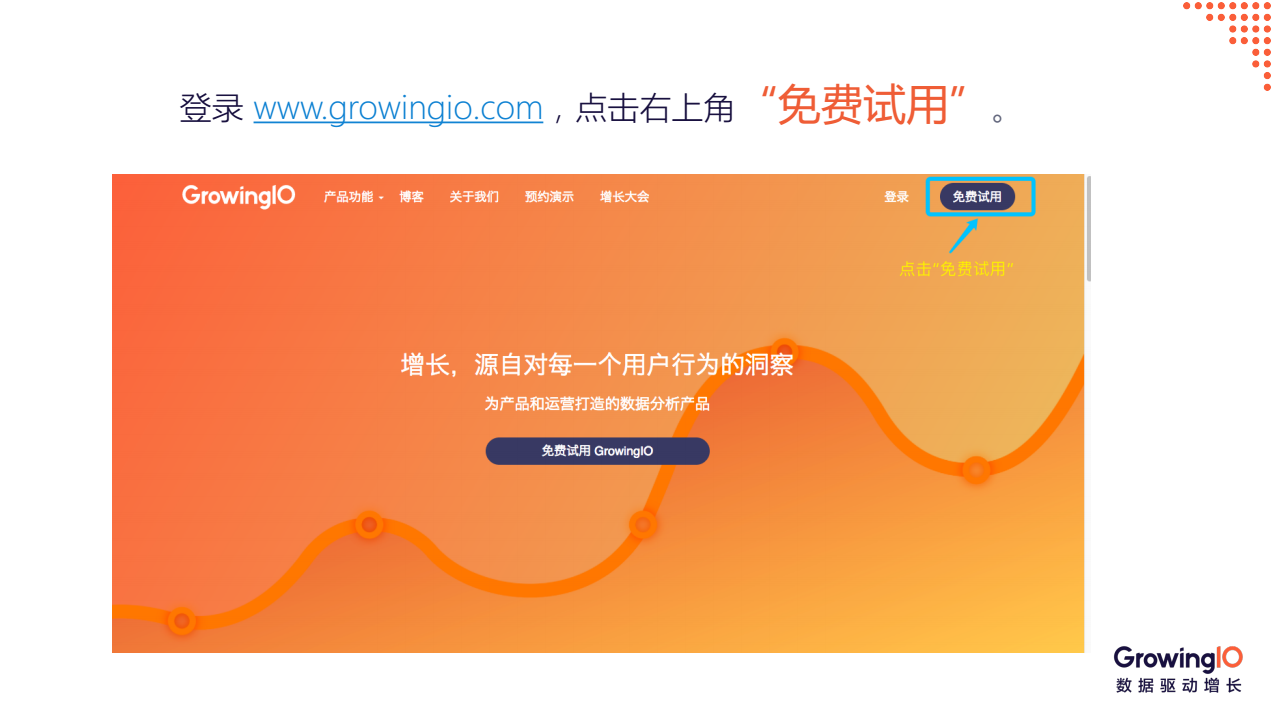 登录 www.growingio.com，点击右上角 “免费试用” 。
GrowingIO 产品功能 博客 关于我们 预约演示 增长大会 登录 免费试用
点击“免费试用”
增长，源自对每一个用户行为的洞察
为产品和运营打造的数据分析产品
免费试用 GrowingIO
GrowingIO
数据驱动增长